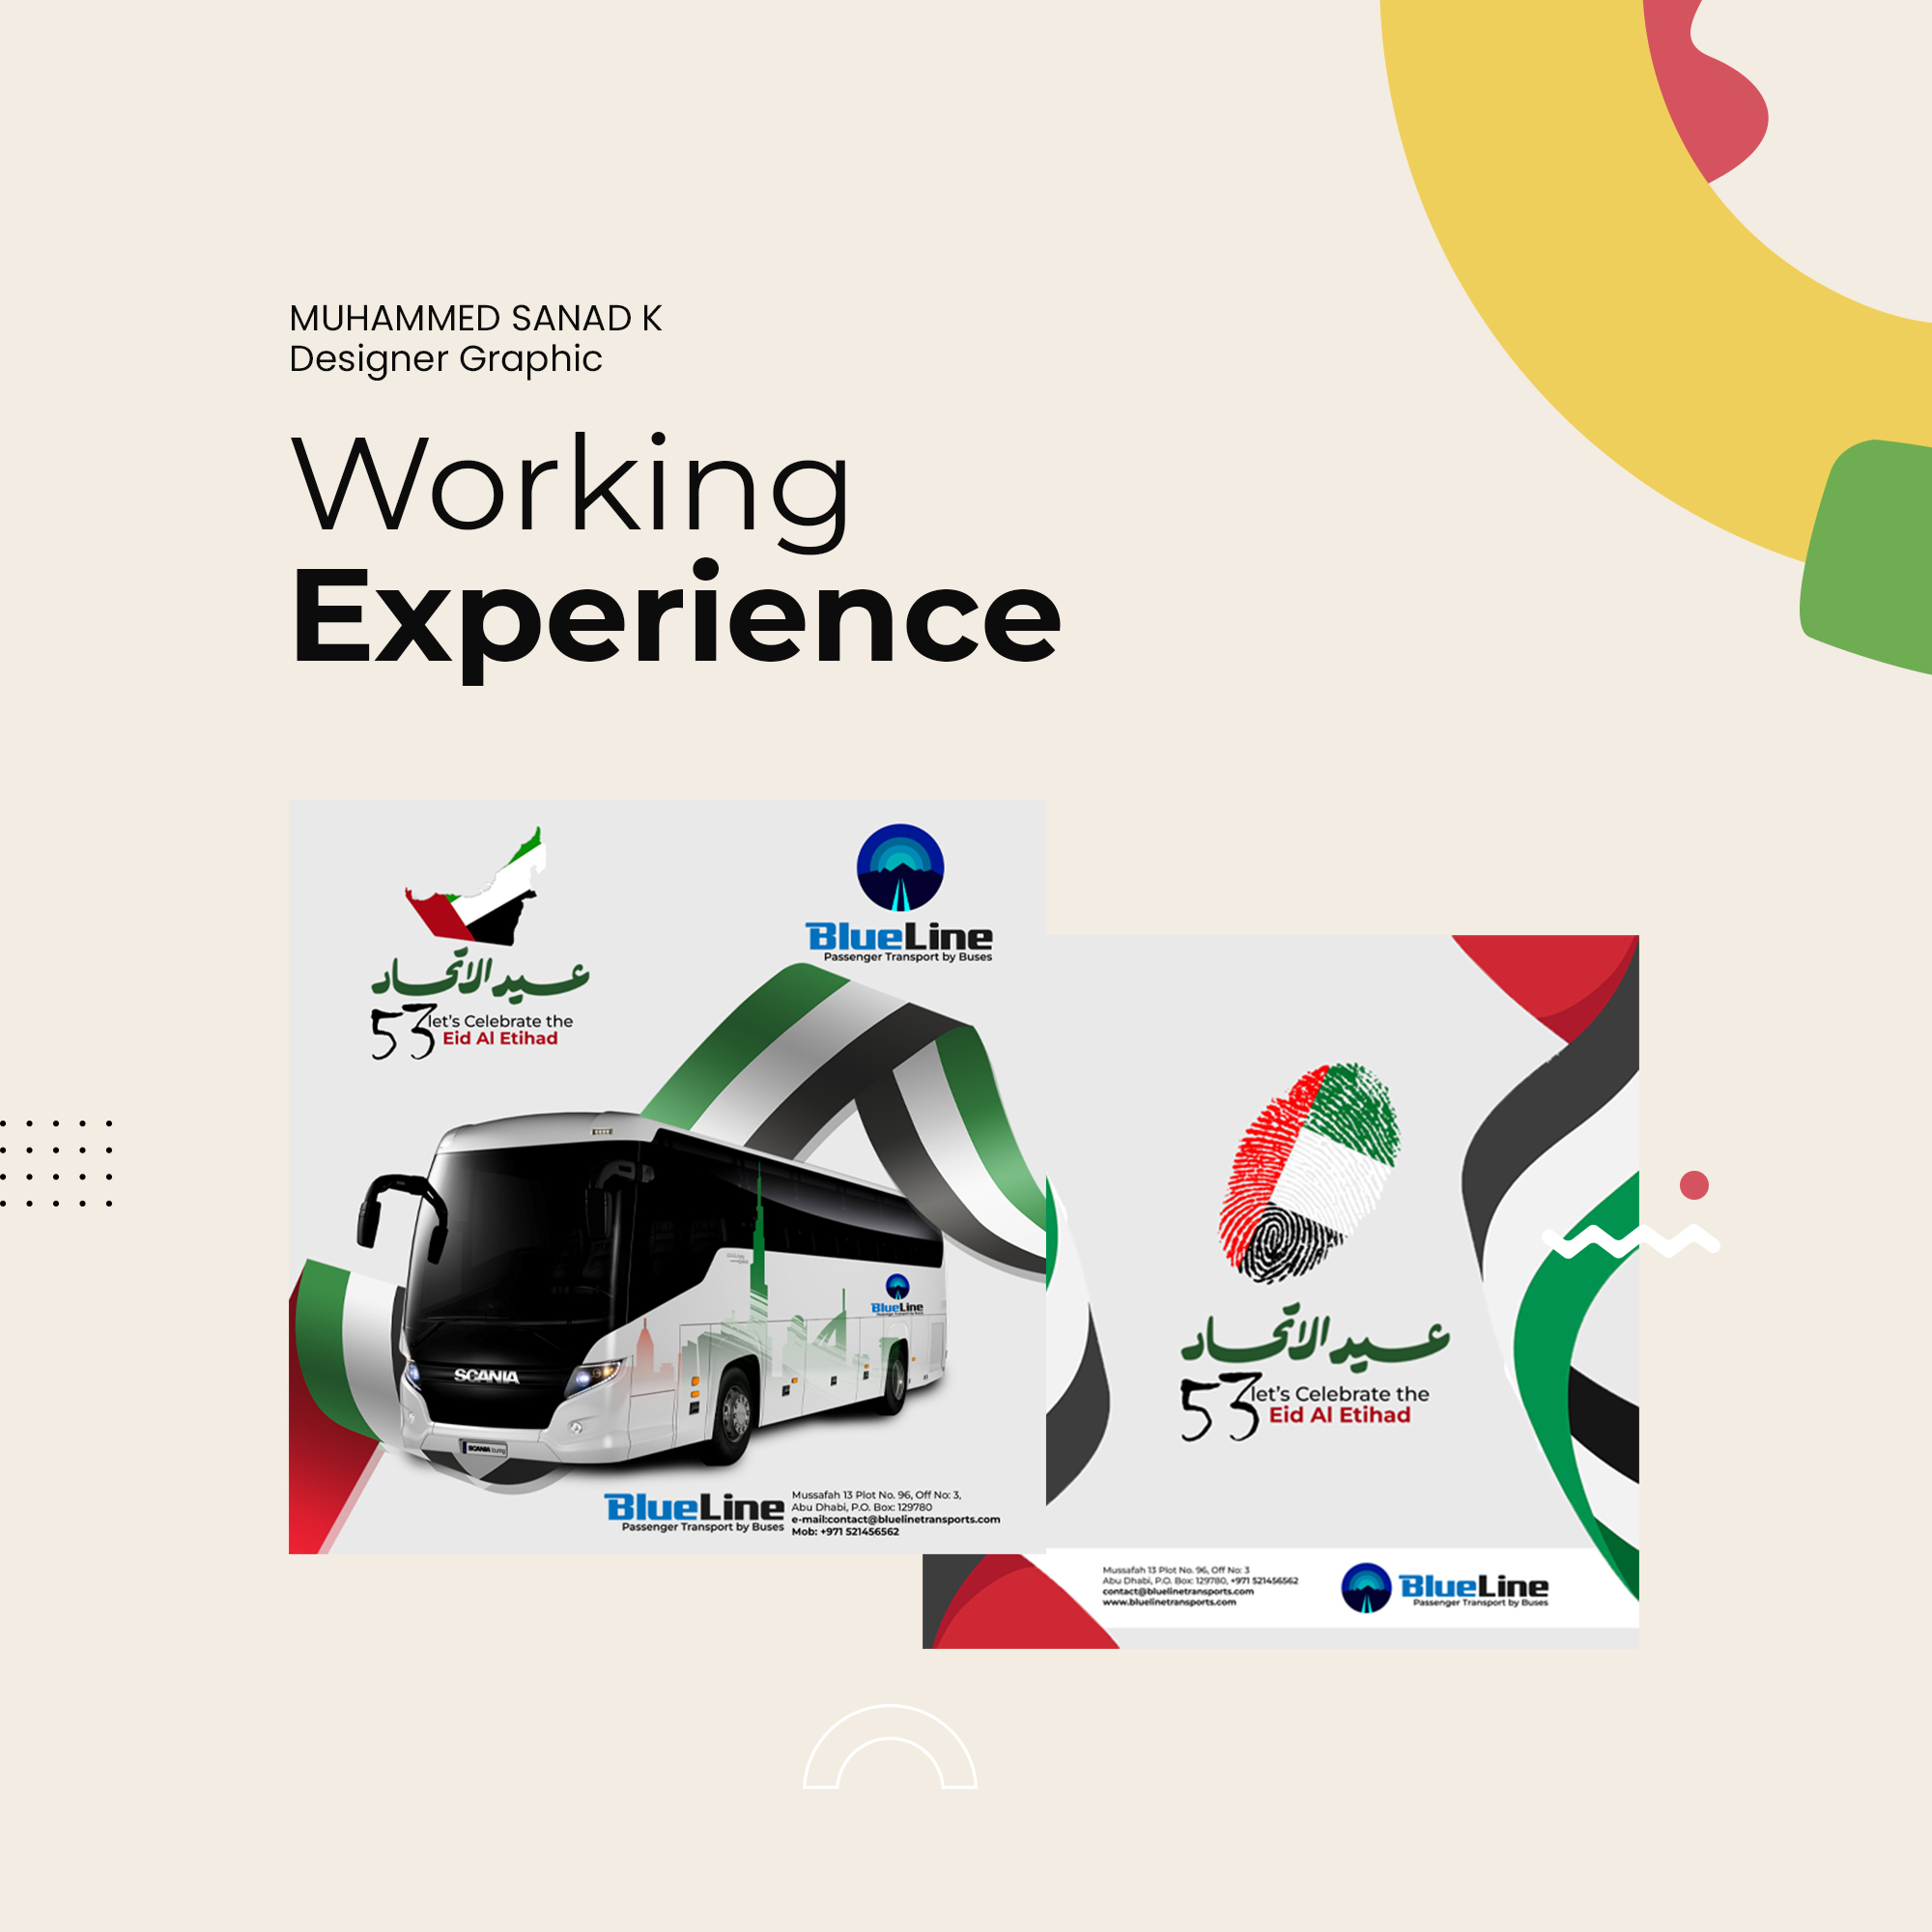 MUHAMMED SANAD K
Designer Graphic
Working
Experience
عيد الاتحاد
53 let's Celebrate the
Eid Al Etihad
BlueLine
Passenger Transport by Buses
BlueLine
SCANIA
SCANIA touring
BlueLine
Passenger Transport by Buses
Mussafah 13 Plot No. 96, Off No: 3,
Abu Dhabi, P.O. Box: 129780
e-mail:contact@bluelinetransports.com
Mob: +971 521456562
عيد الاتحاد
53 let's Celebrate the
Eid Al Etihad
Mussafah 13 Plot No. 96, Off No: 3
Abu Dhabi, P.O. Box: 129780, +971 521456562
contact@bluelinetransports.com
www.bluelinetransports.com
BlueLine
Passenger Transport by Buses